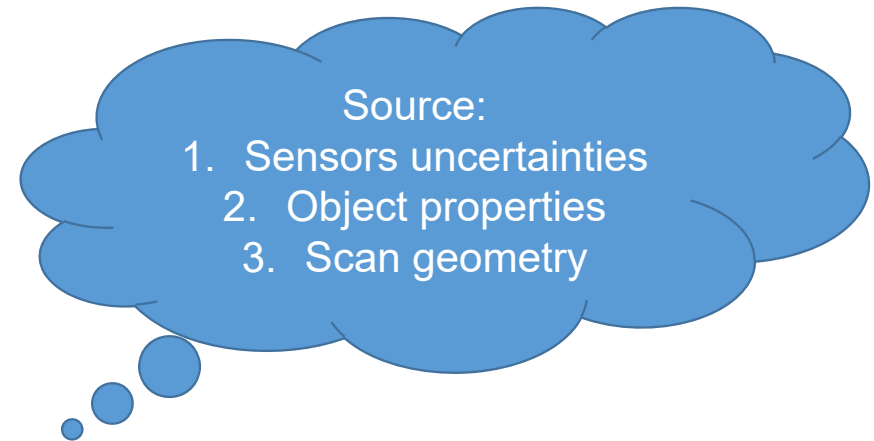 Source:
1. Sensors uncertainties
2. Object properties
3. Scan geometry